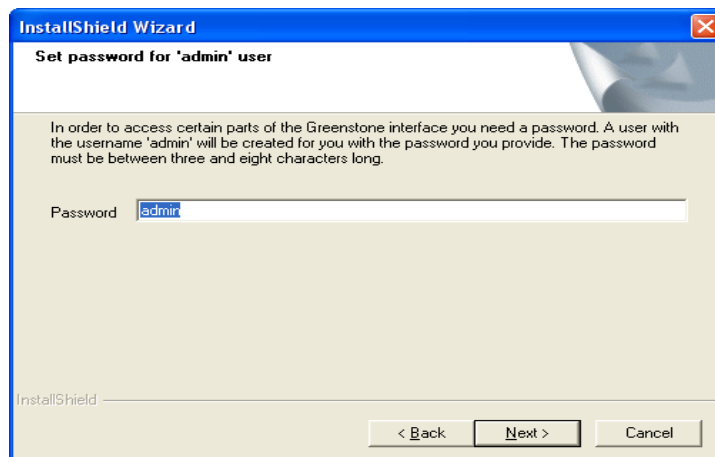 InstallShield Wizard
Set password for 'admin' user
In order to access certain parts of the Greenstone interface you need a password. A user with
the username 'admin' will be created for you with the password you provide. The password
must be between three and eight characters long.
Password admin
InstallShield
< Back Next > Cancel